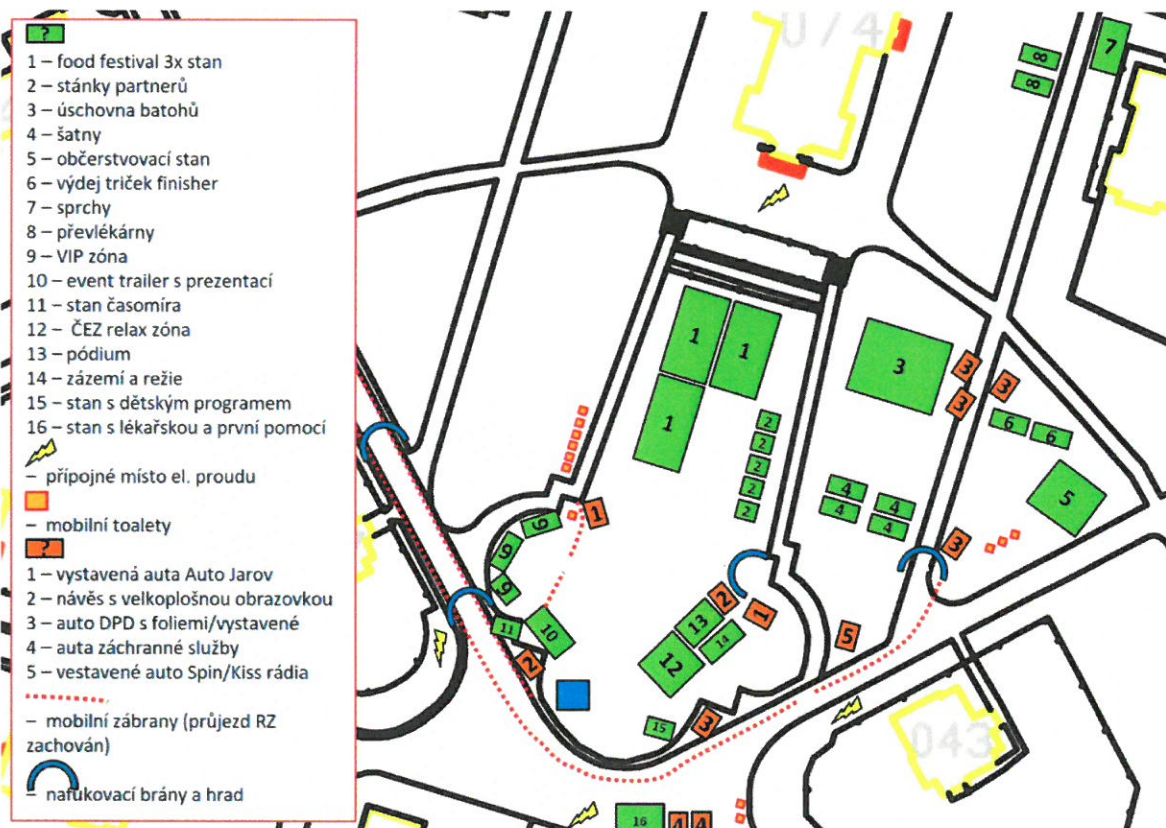 ?
1 – food festival 3x stan
2 – stánky partnerů
3 – úschovna batohů
4 – šatny
5 – občerstvovací stan
6 – výdej triček finisher
7 – sprchy
8 – převlékárny
9 – VIP zóna
10 – event trailer s prezentací
11 – stan časomíra
12 – ČEZ relax zóna
13 – pódium
14 – zázemí a režie
15 – stan s dětským programem
16 – stan s lékařskou a první pomocí
– přípojné místo el. proudu
– mobilní toalety
?
1 – vystavená auta Auto Jarov
2 – návěs s velkoplošnou obrazovkou
3 – auto DPD s foliemi/vystavené
4 – auta záchranné služby
5 – vestavené auto Spin/Kiss rádia
– mobilní zábrany (průjezd RZ
zachován)
– nafukovací brány a hrad
074
8
8
7
1
1
1
3
3
3
3
6
6
5
2
2
2
2
2
4
4
4
4
3
9
9
9
1
11
10
2
13
2
1
14
12
5
15
3
043
16
4
4